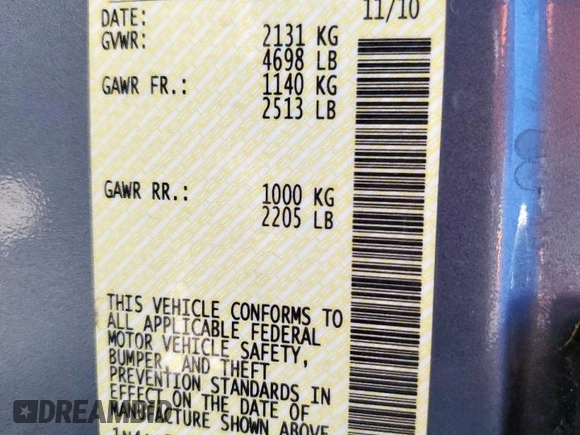 DATE: 11/10
GVWR: 2131 KG
4698 LB
GAWR FR.: 1140 KG
2513 LB
GAWR RR.: 1000 KG
2205 LB
THIS VEHICLE CONFORMS TO
ALL APPLICABLE FEDERAL
MOTOR VEHICLE SAFETY,
BUMPER, AND THEFT
PREVENTION STANDARDS IN
EFFECT ON THE DATE OF
MANUFACTURE SHOWN ABOVE